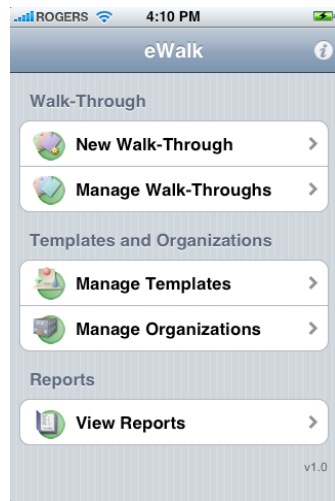 ROGERS 4:10 PM
eWalk
Walk-Through
New Walk-Through
Manage Walk-Throughs
Templates and Organizations
Manage Templates
Manage Organizations
Reports
View Reports
v1.0